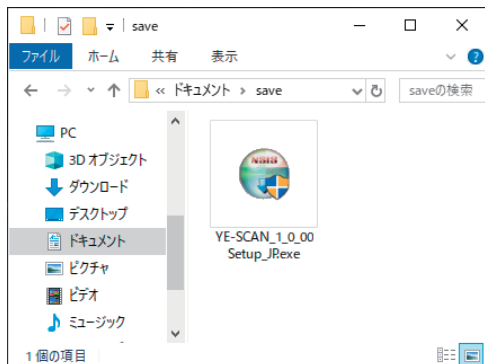 save
ファイル ホーム 共有 表示
« ドキュメント › save saveの検索
PC
3D オブジェクト
ダウンロード
デスクトップ
ドキュメント
ピクチャ
ビデオ
ミュージック
NSIS
YE-SCAN_1_0_00
Setup_JP.exe
1 個の項目